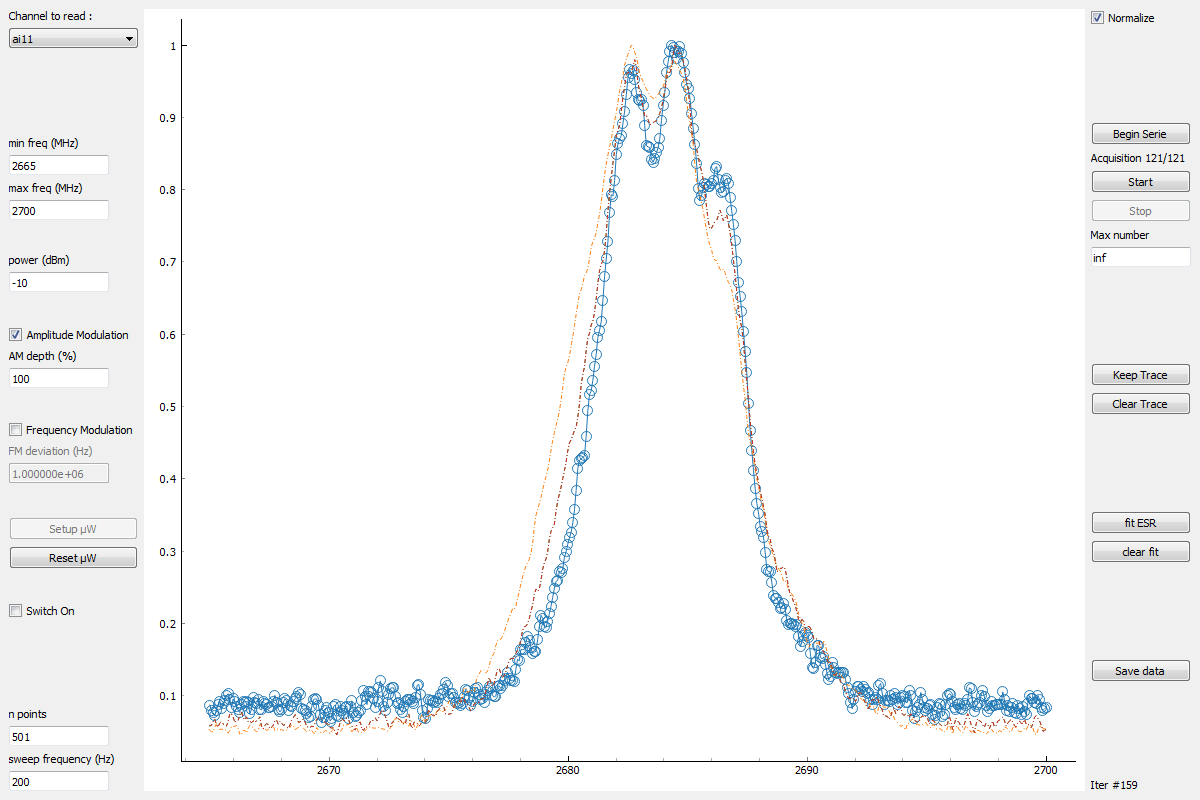 Channel to read :
ai11
min freq (MHz)
2665
max freq (MHz)
2700
power (dBm)
-10
Amplitude Modulation
AM depth (%)
100
Frequency Modulation
FM deviation (Hz)
1.000000e+06
Setup µW
Reset µW
Switch On
n points
501
sweep frequency (Hz)
200
1
0.9
0.8
0.7
0.6
0.5
0.4
0.3
0.2
0.1
2670 2680 2690 2700
Normalize
Begin Serie
Acquisition 121/121
Start
Stop
Max number
inf
Keep Trace
Clear Trace
fit ESR
clear fit
Save data
Iter #159